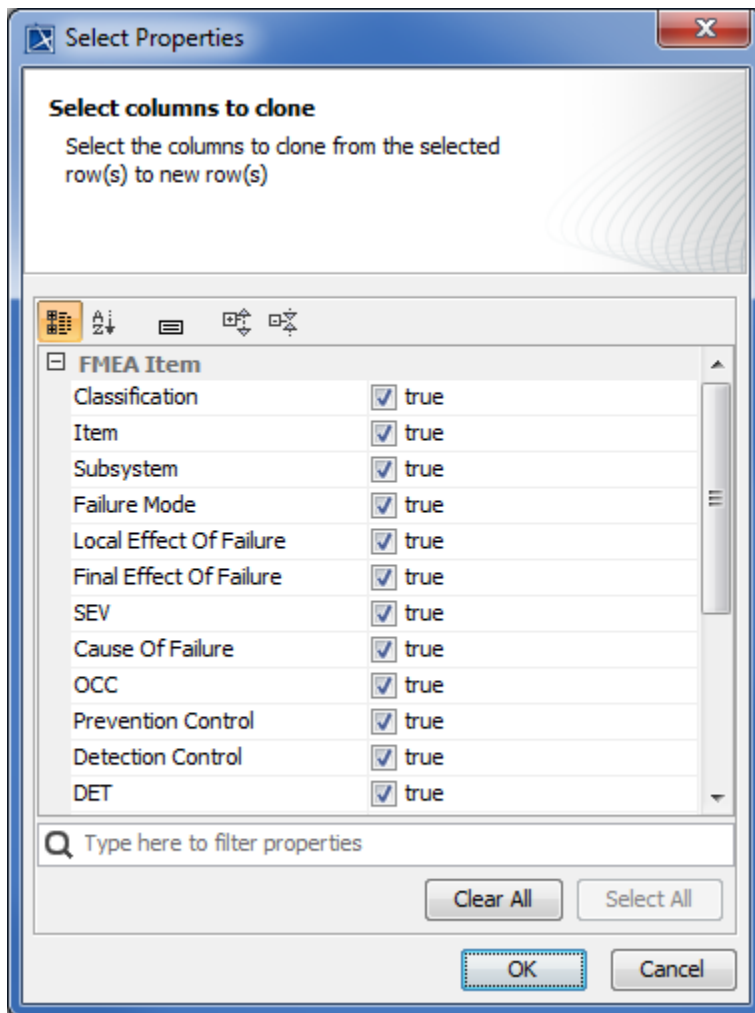 Select Properties
Select columns to clone
Select the columns to clone from the selected
row(s) to new row(s)
FMEA Item
Classification true
Item true
Subsystem true
Failure Mode true
Local Effect Of Failure true
Final Effect Of Failure true
SEV true
Cause Of Failure true
OCC true
Prevention Control true
Detection Control true
DET true
Type here to filter properties
Clear All Select All
OK Cancel